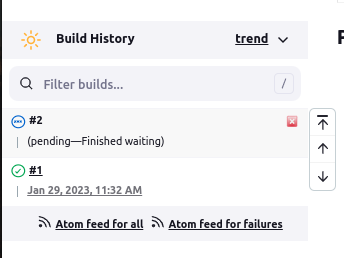 Build History trend
Filter builds... /
#2
(pending—Finished waiting)
#1
Jan 29, 2023, 11:32 AM
Atom feed for all Atom feed for failures